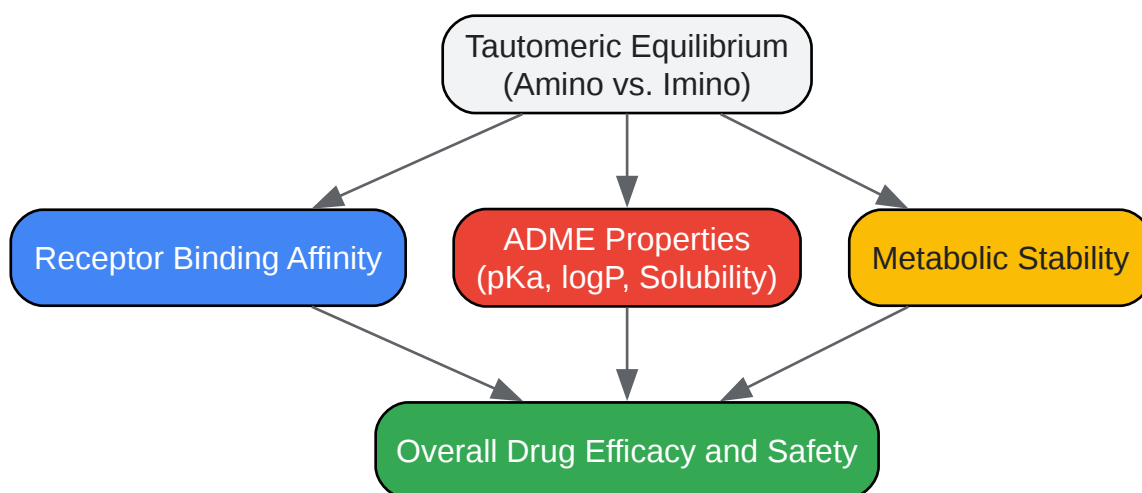 Tautomeric Equilibrium
(Amino vs. Imino)
Receptor Binding Affinity
ADME Properties
(pKa, logP, Solubility)
Metabolic Stability
Overall Drug Efficacy and Safety